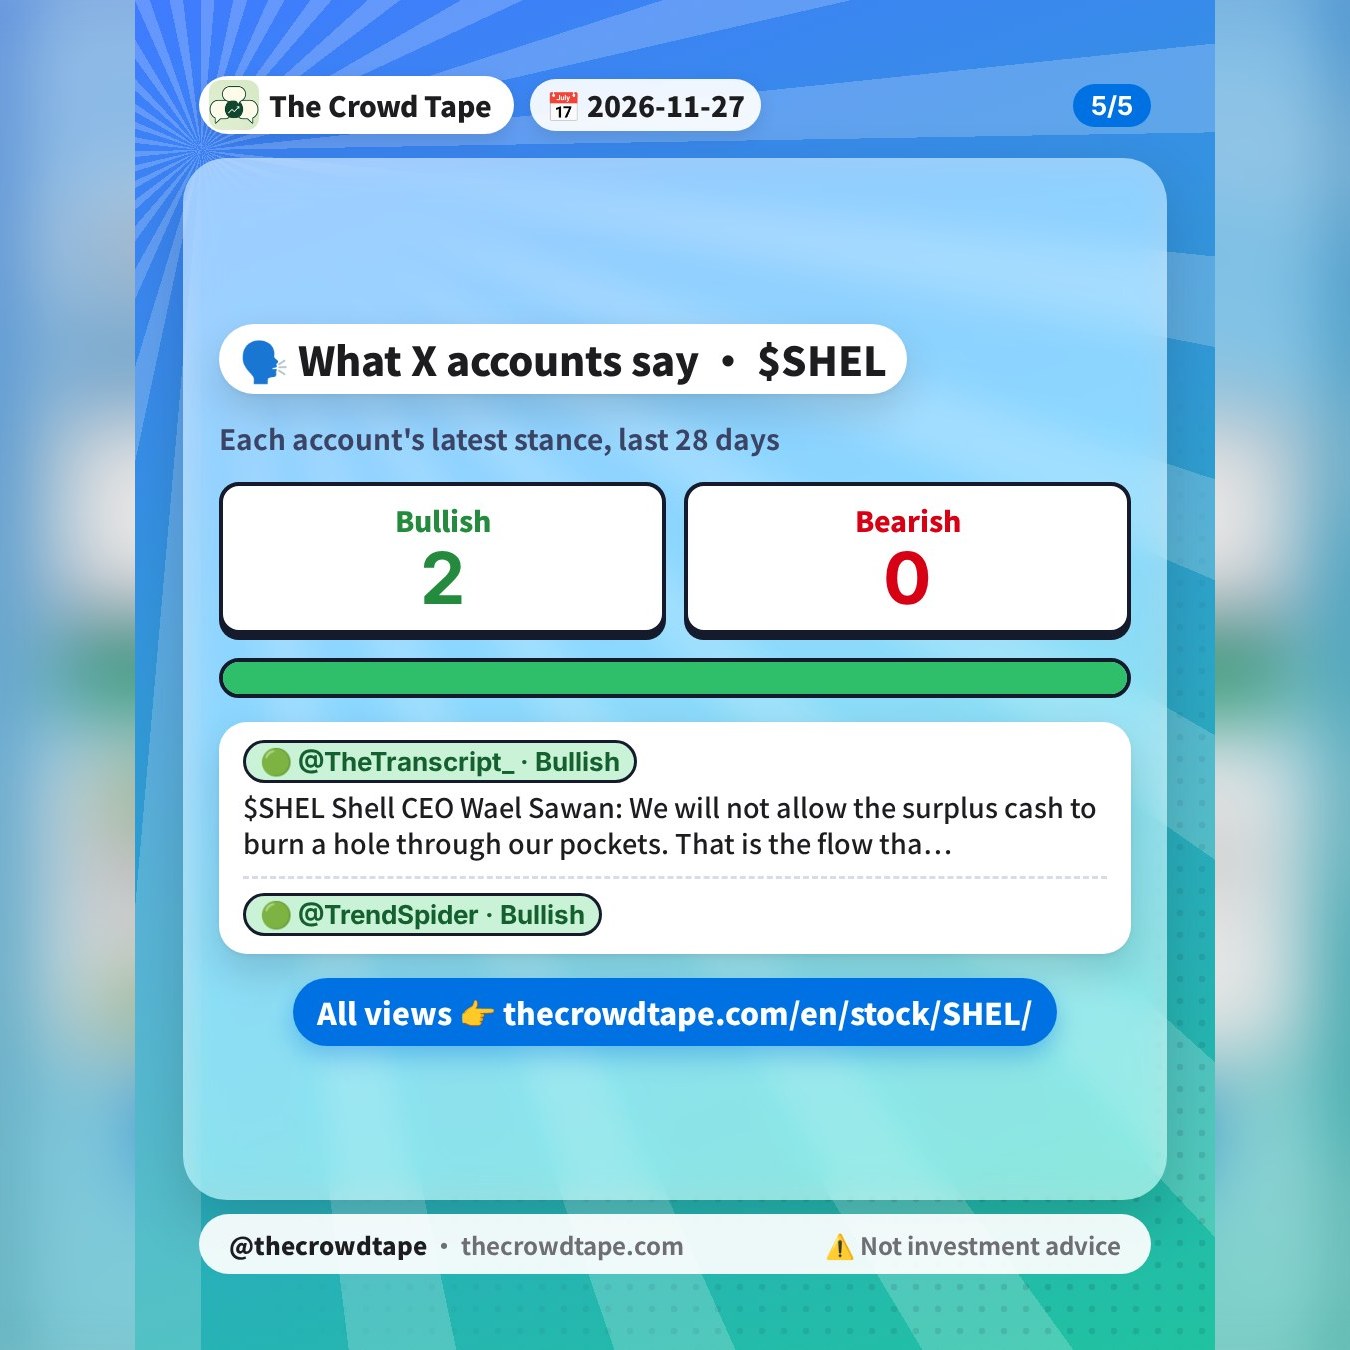 The Crowd Tape
📅 2026-11-27
5/5
🗣️ What X accounts say • $SHEL
Each account's latest stance, last 28 days
Bullish
2
Bearish
0
🟢 @TheTranscript_ · Bullish
$SHEL Shell CEO Wael Sawan: We will not allow the surplus cash to
burn a hole through our pockets. That is the flow tha…
🟢 @TrendSpider · Bullish
All views 👉 thecrowdtape.com/en/stock/SHEL/
@thecrowdtape • thecrowdtape.com
⚠️ Not investment advice